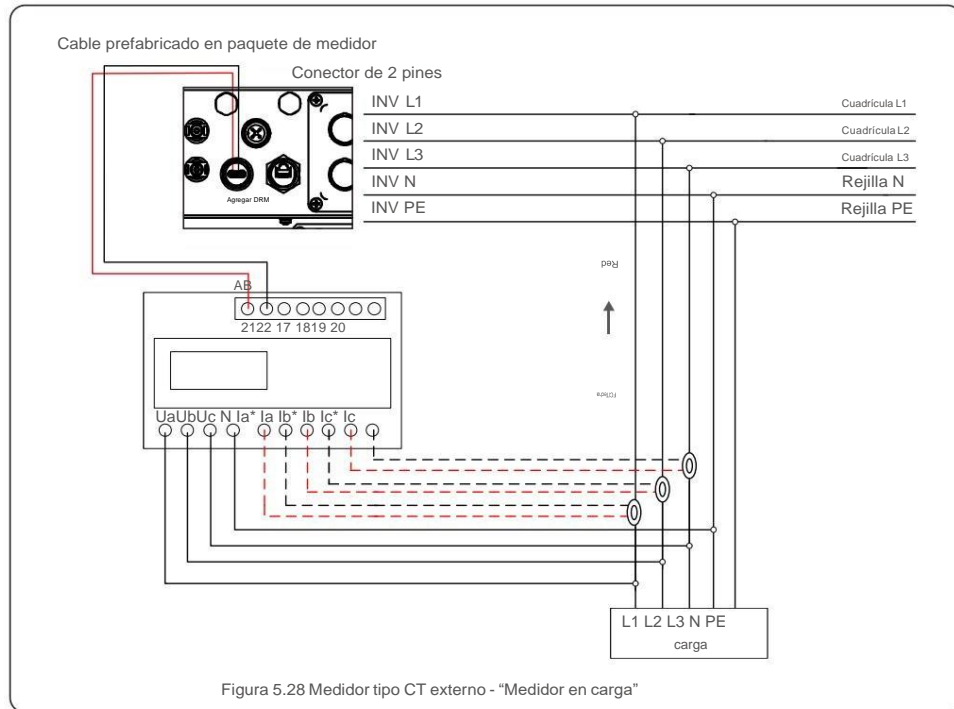 Cable prefabricado en paquete de medidor
Conector de 2 pines
INV L1
Cuadrícula L1
INV L2
Cuadrícula L2
INV L3
Cuadrícula L3
INV N
Rejilla N
INV PE
Rejilla PE
Agregar DRM
Red
AB
2122 17 1819 20
UaUbUc N Ia* Ia Ib* Ib Ic* Ic
L1 L2 L3 N PE
carga
Figura 5.28 Medidor tipo CT externo - “Medidor en carga”